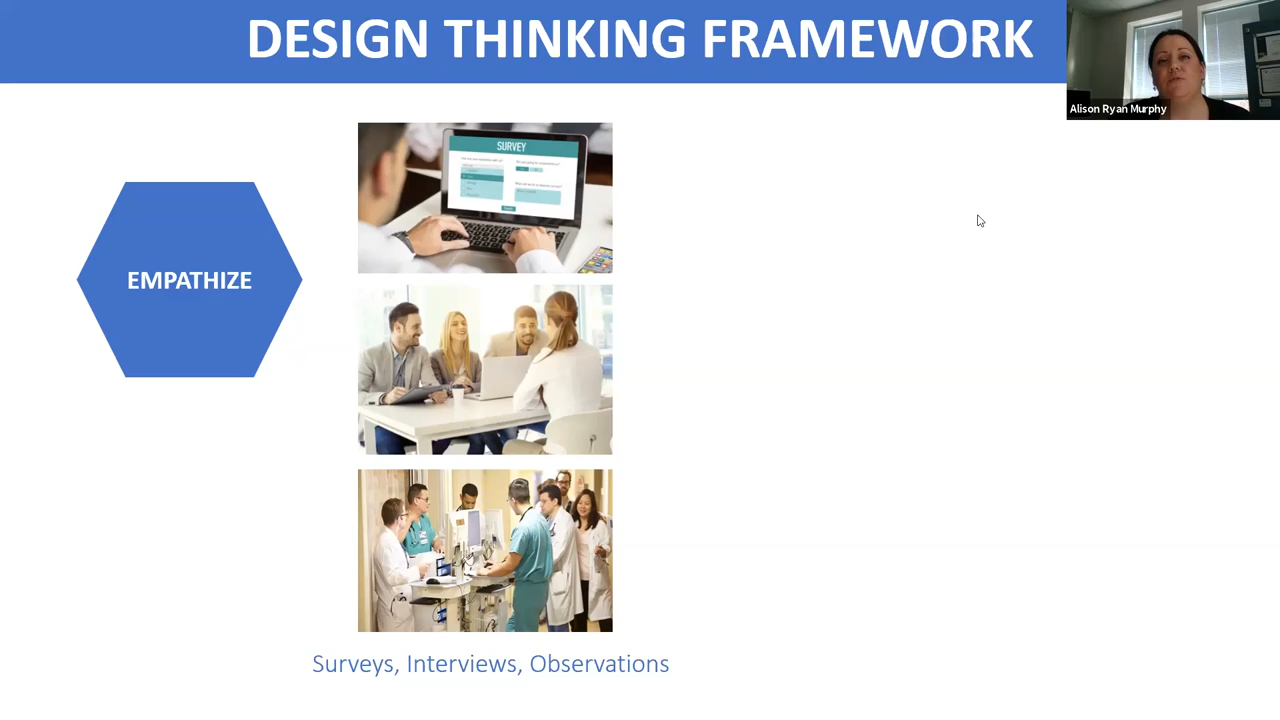 DESIGN THINKING FRAMEWORK
Alison Ryan Murphy
SURVEY
EMPATHIZE
Surveys, Interviews, Observations